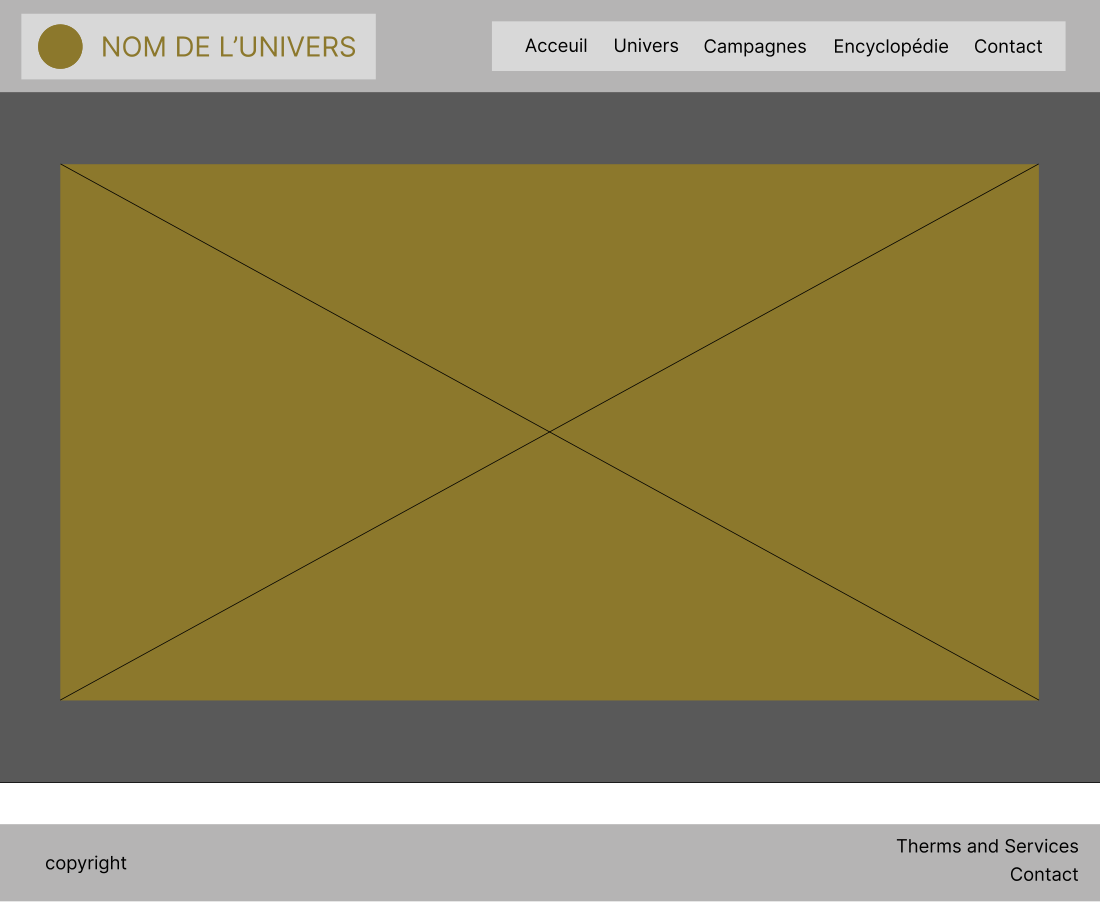 NOM DE L’UNIVERS
Acceuil Univers Campagnes Encyclopédie Contact
copyright
Therms and Services
Contact